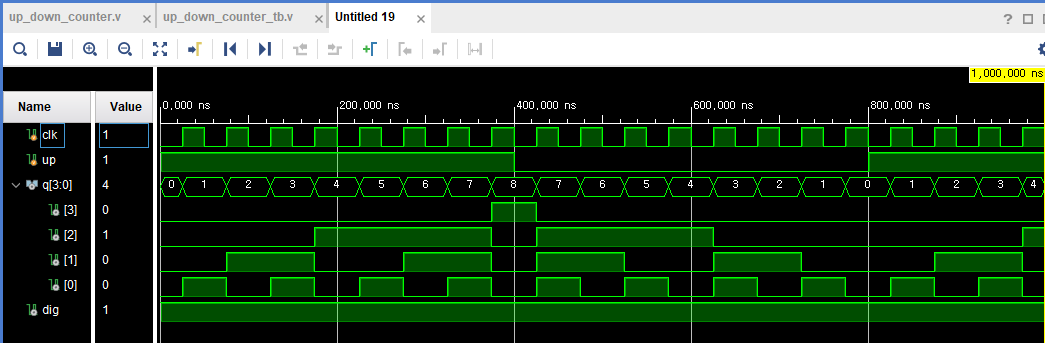 up_down_counter.v × up_down_counter_tb.v × Untitled 19 × ?
1,000,000 ns
Name Value 0,000 ns 200,000 ns 400,000 ns 600,000 ns 800,000 ns
clk 1
up 1
q[3:0] 4 0 1 2 3 4 5 6 7 8 7 6 5 4 3 2 1 0 1 2 3 4
[3] 0
[2] 1
[1] 0
[0] 0
dig 1